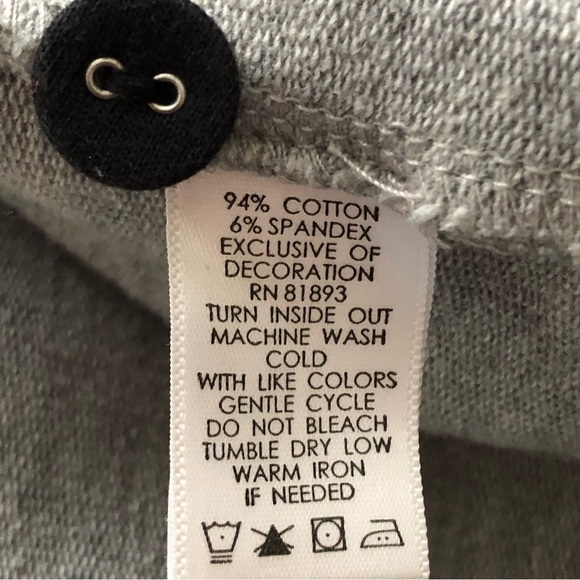 94% COTTON
6% SPANDEX
EXCLUSIVE OF
DECORATION
RN 81893
TURN INSIDE OUT
MACHINE WASH
COLD
WITH LIKE COLORS
GENTLE CYCLE
DO NOT BLEACH
TUMBLE DRY LOW
WARM IRON
IF NEEDED